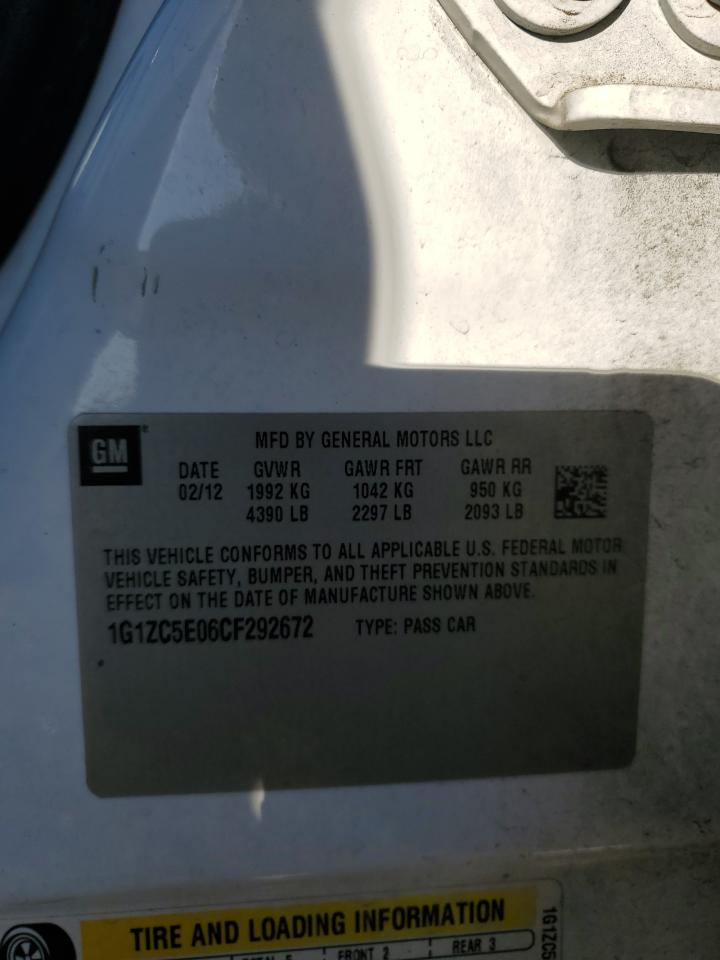 GM
MFD BY GENERAL MOTORS LLC
DATE GVWR GAWR FRT GAWR RR
02/12 1992 KG 1042 KG 950 KG
4390 LB 2297 LB 2093 LB
THIS VEHICLE CONFORMS TO ALL APPLICABLE U.S. FEDERAL MOTOR
VEHICLE SAFETY, BUMPER, AND THEFT PREVENTION STANDARDS IN
EFFECT ON THE DATE OF MANUFACTURE SHOWN ABOVE.
1G1ZC5E06CF292672 TYPE: PASS CAR
TIRE AND LOADING INFORMATION
FRONT 2 REAR 3
1G1ZC5